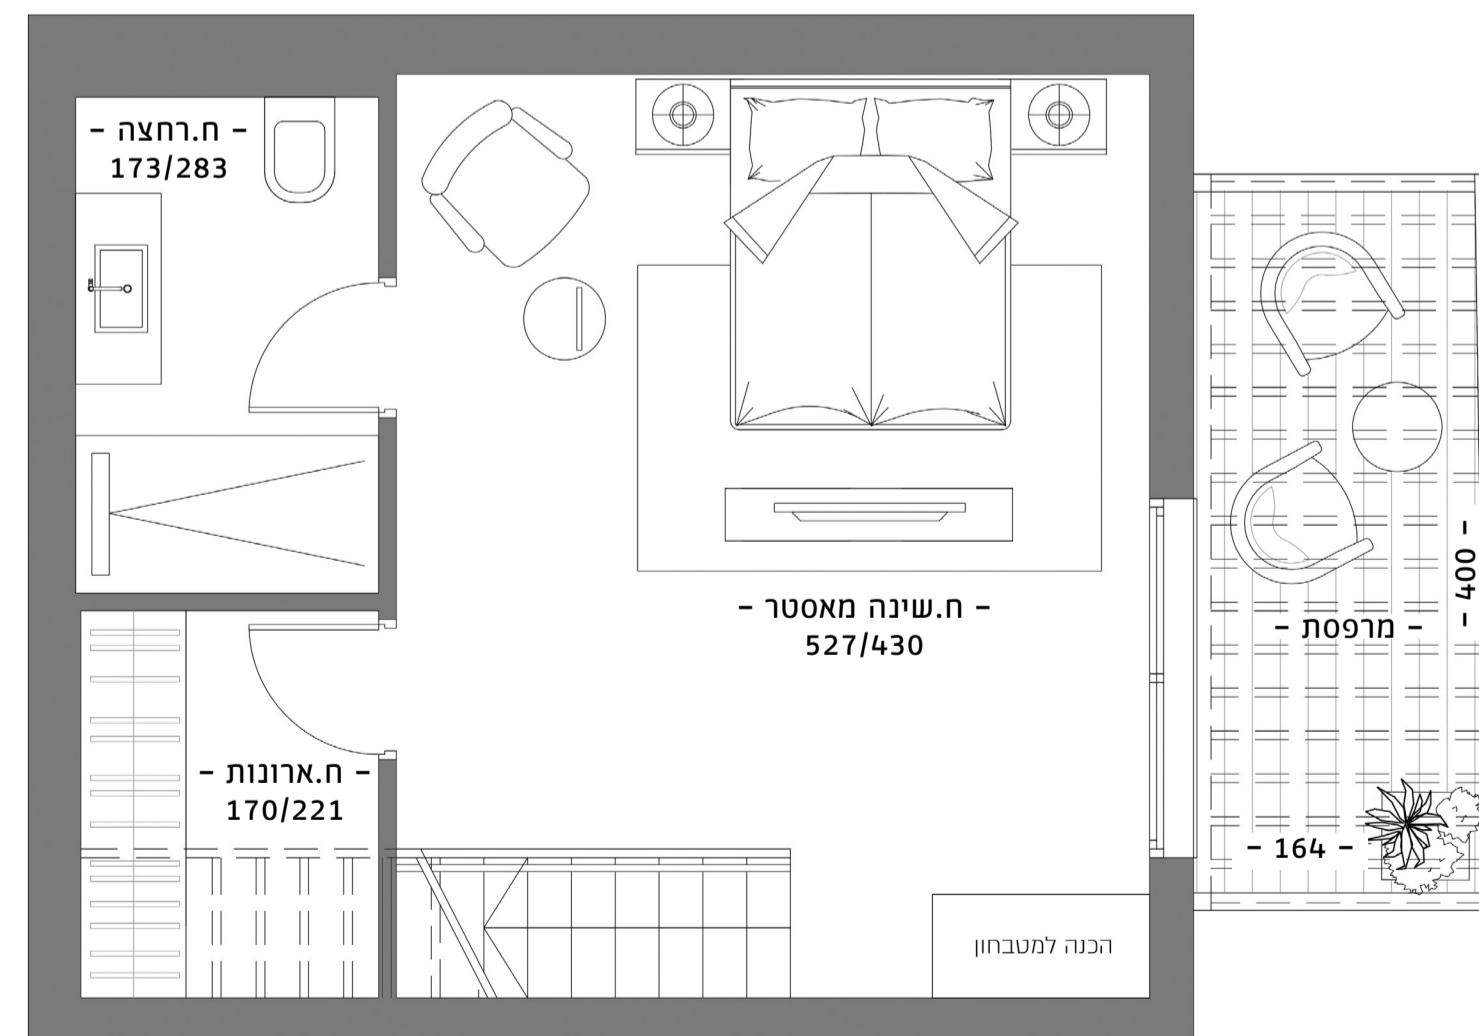 - ח.רחצה -
173/283
- ח.שינה מאסטר -
527/430
- 400 -
- מרפסת -
- ח.ארונות -
170/221
- 164 -
הכנה למטבחון